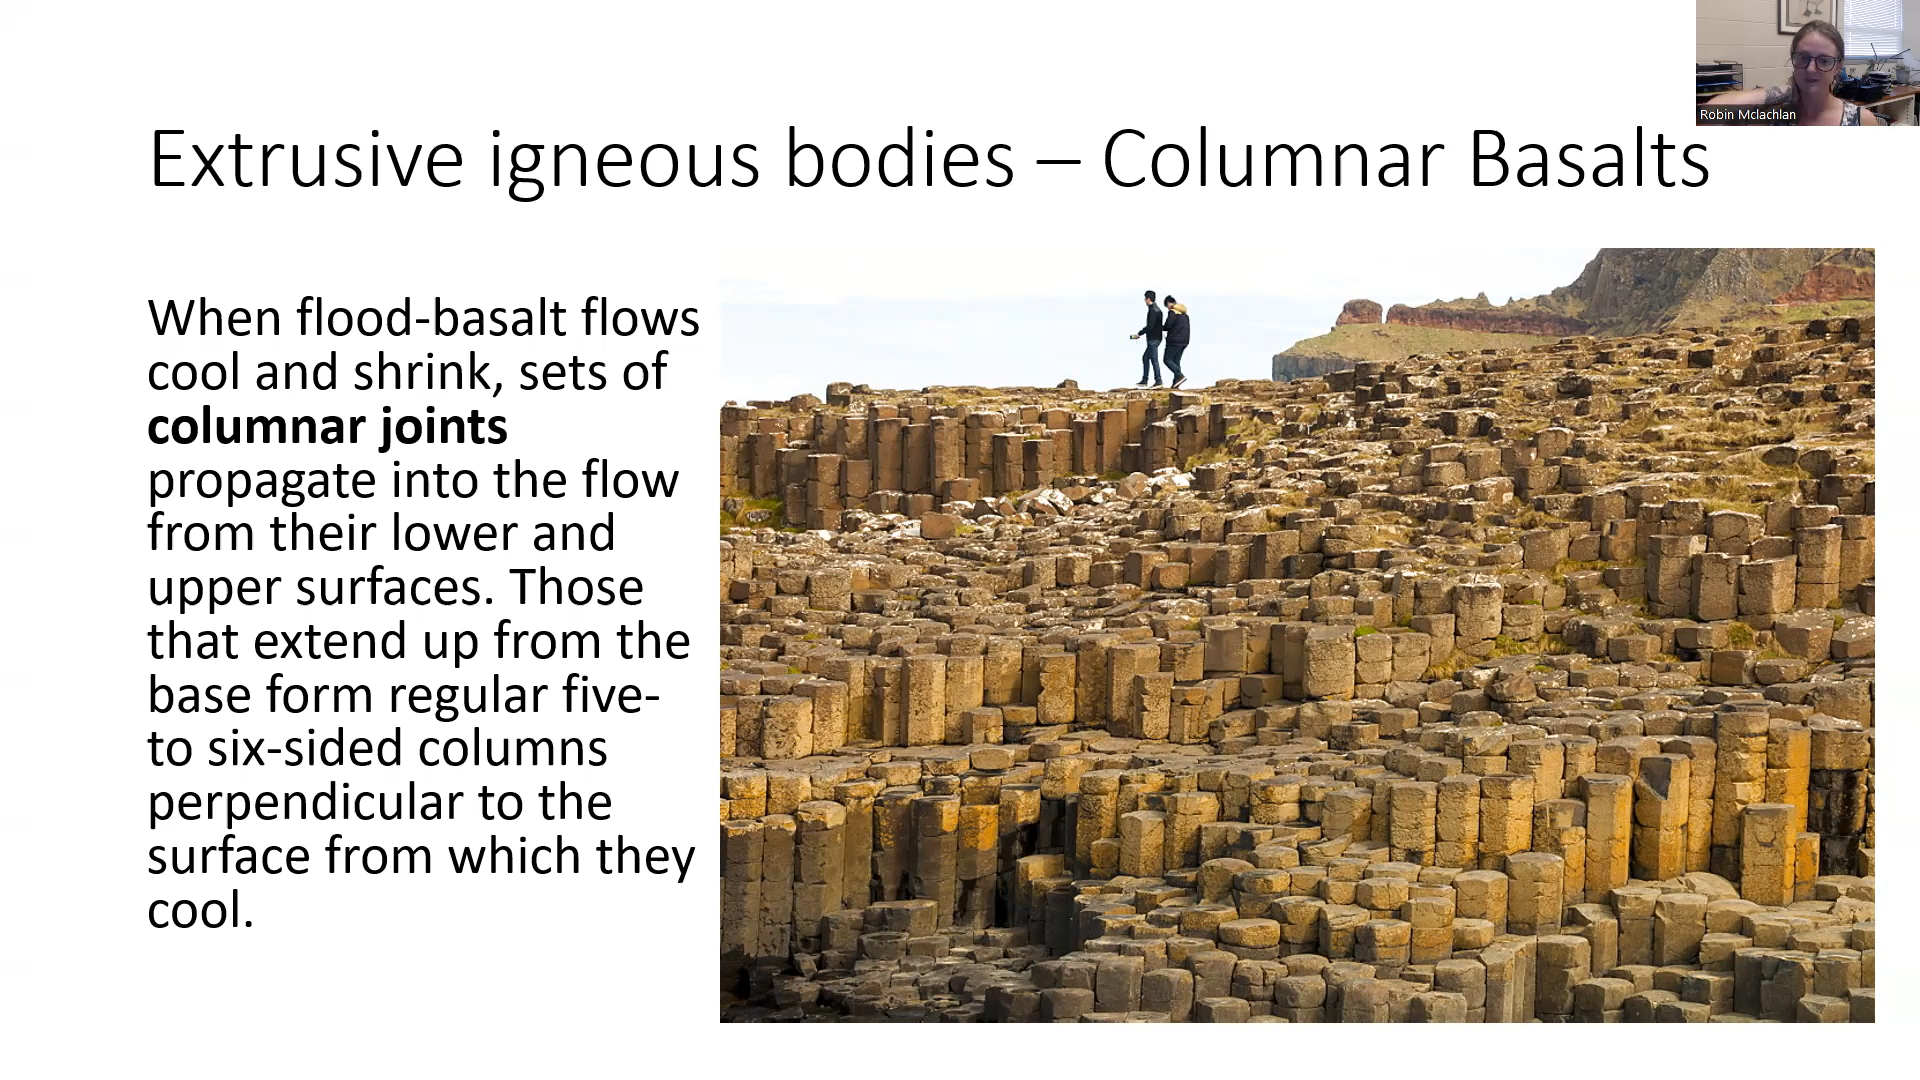 Robin Mclachlan
Extrusive igneous bodies – Columnar Basalts
When flood-basalt flows
cool and shrink, sets of
columnar joints
propagate into the flow
from their lower and
upper surfaces. Those
that extend up from the
base form regular five-
to six-sided columns
perpendicular to the
surface from which they
cool.